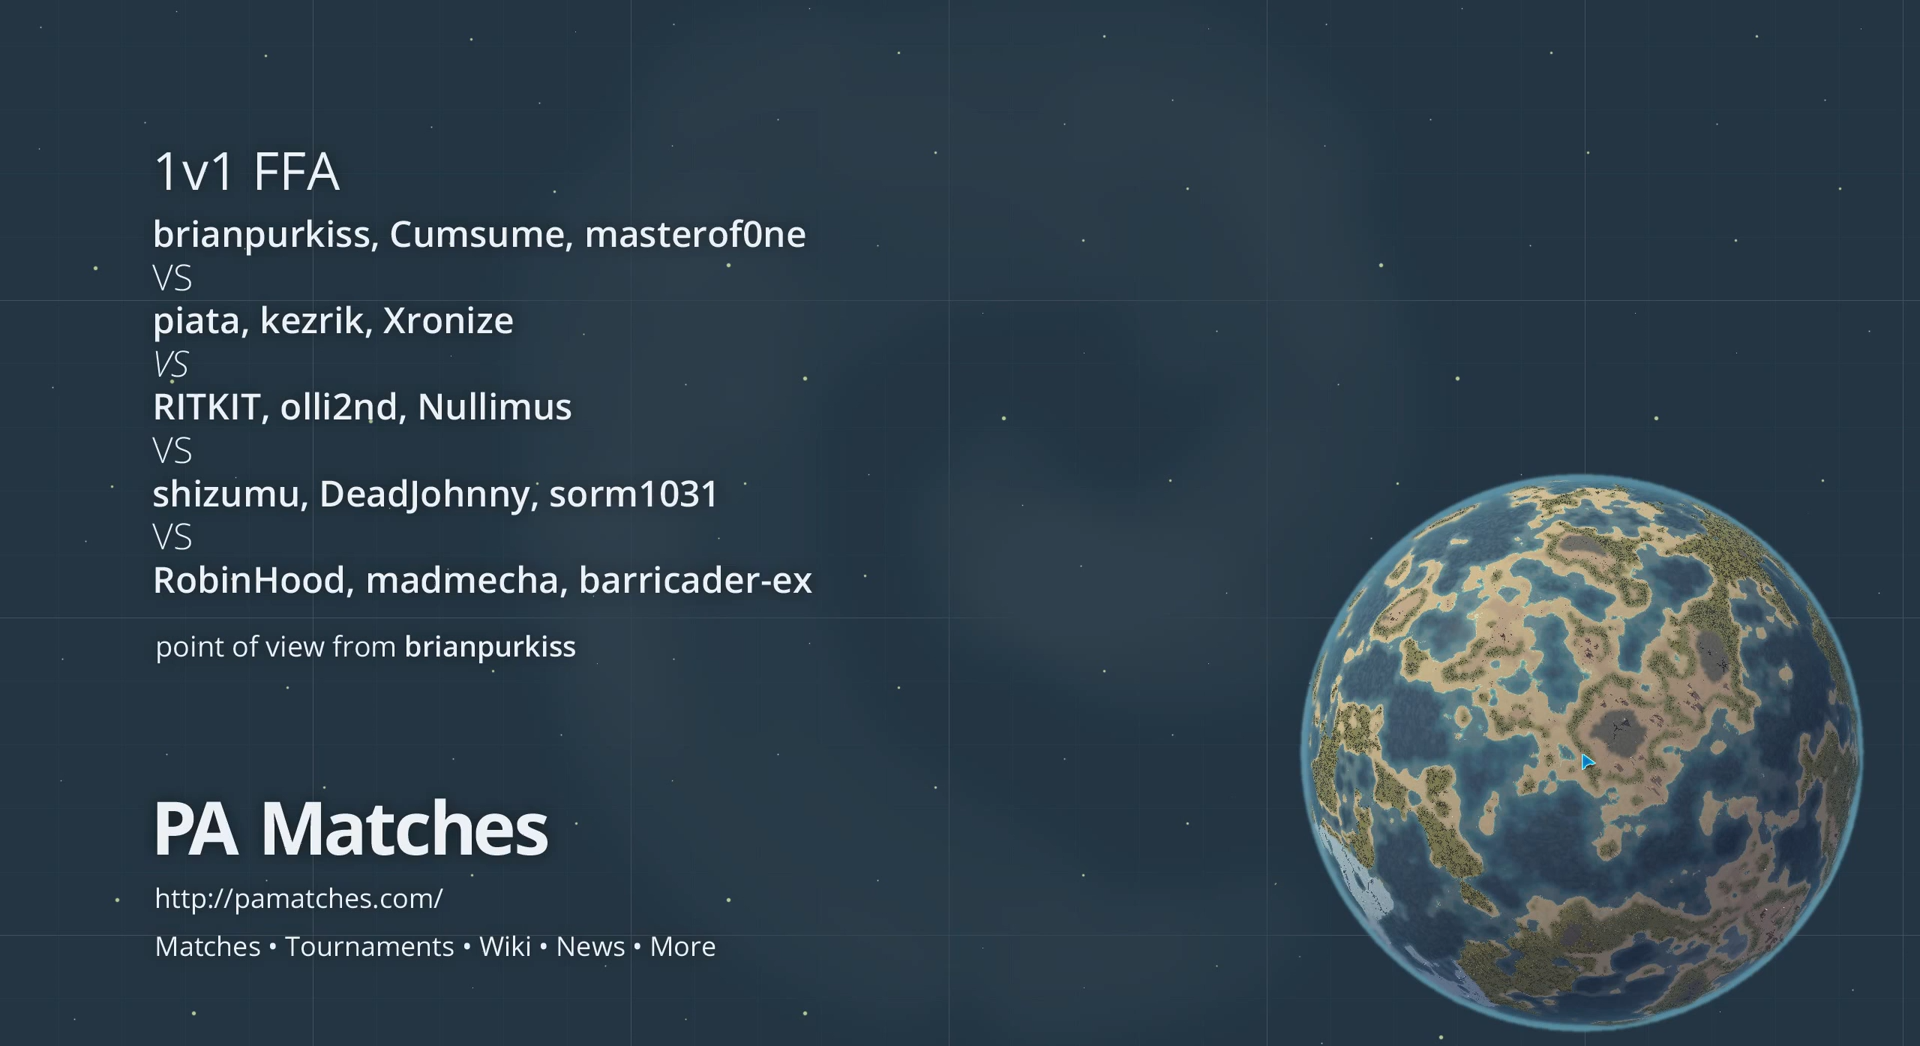 1v1 FFA
brianpurkiss, Cumsume, masterof0ne
VS
piata, kezrik, Xronize
VS
RITKIT, olli2nd, Nullimus
VS
shizumu, DeadJohnny, sorm1031
VS
RobinHood, madmecha, barricader-ex
point of view from brianpurkiss
PA Matches
http://pamatches.com/
Matches • Tournaments • Wiki • News • More